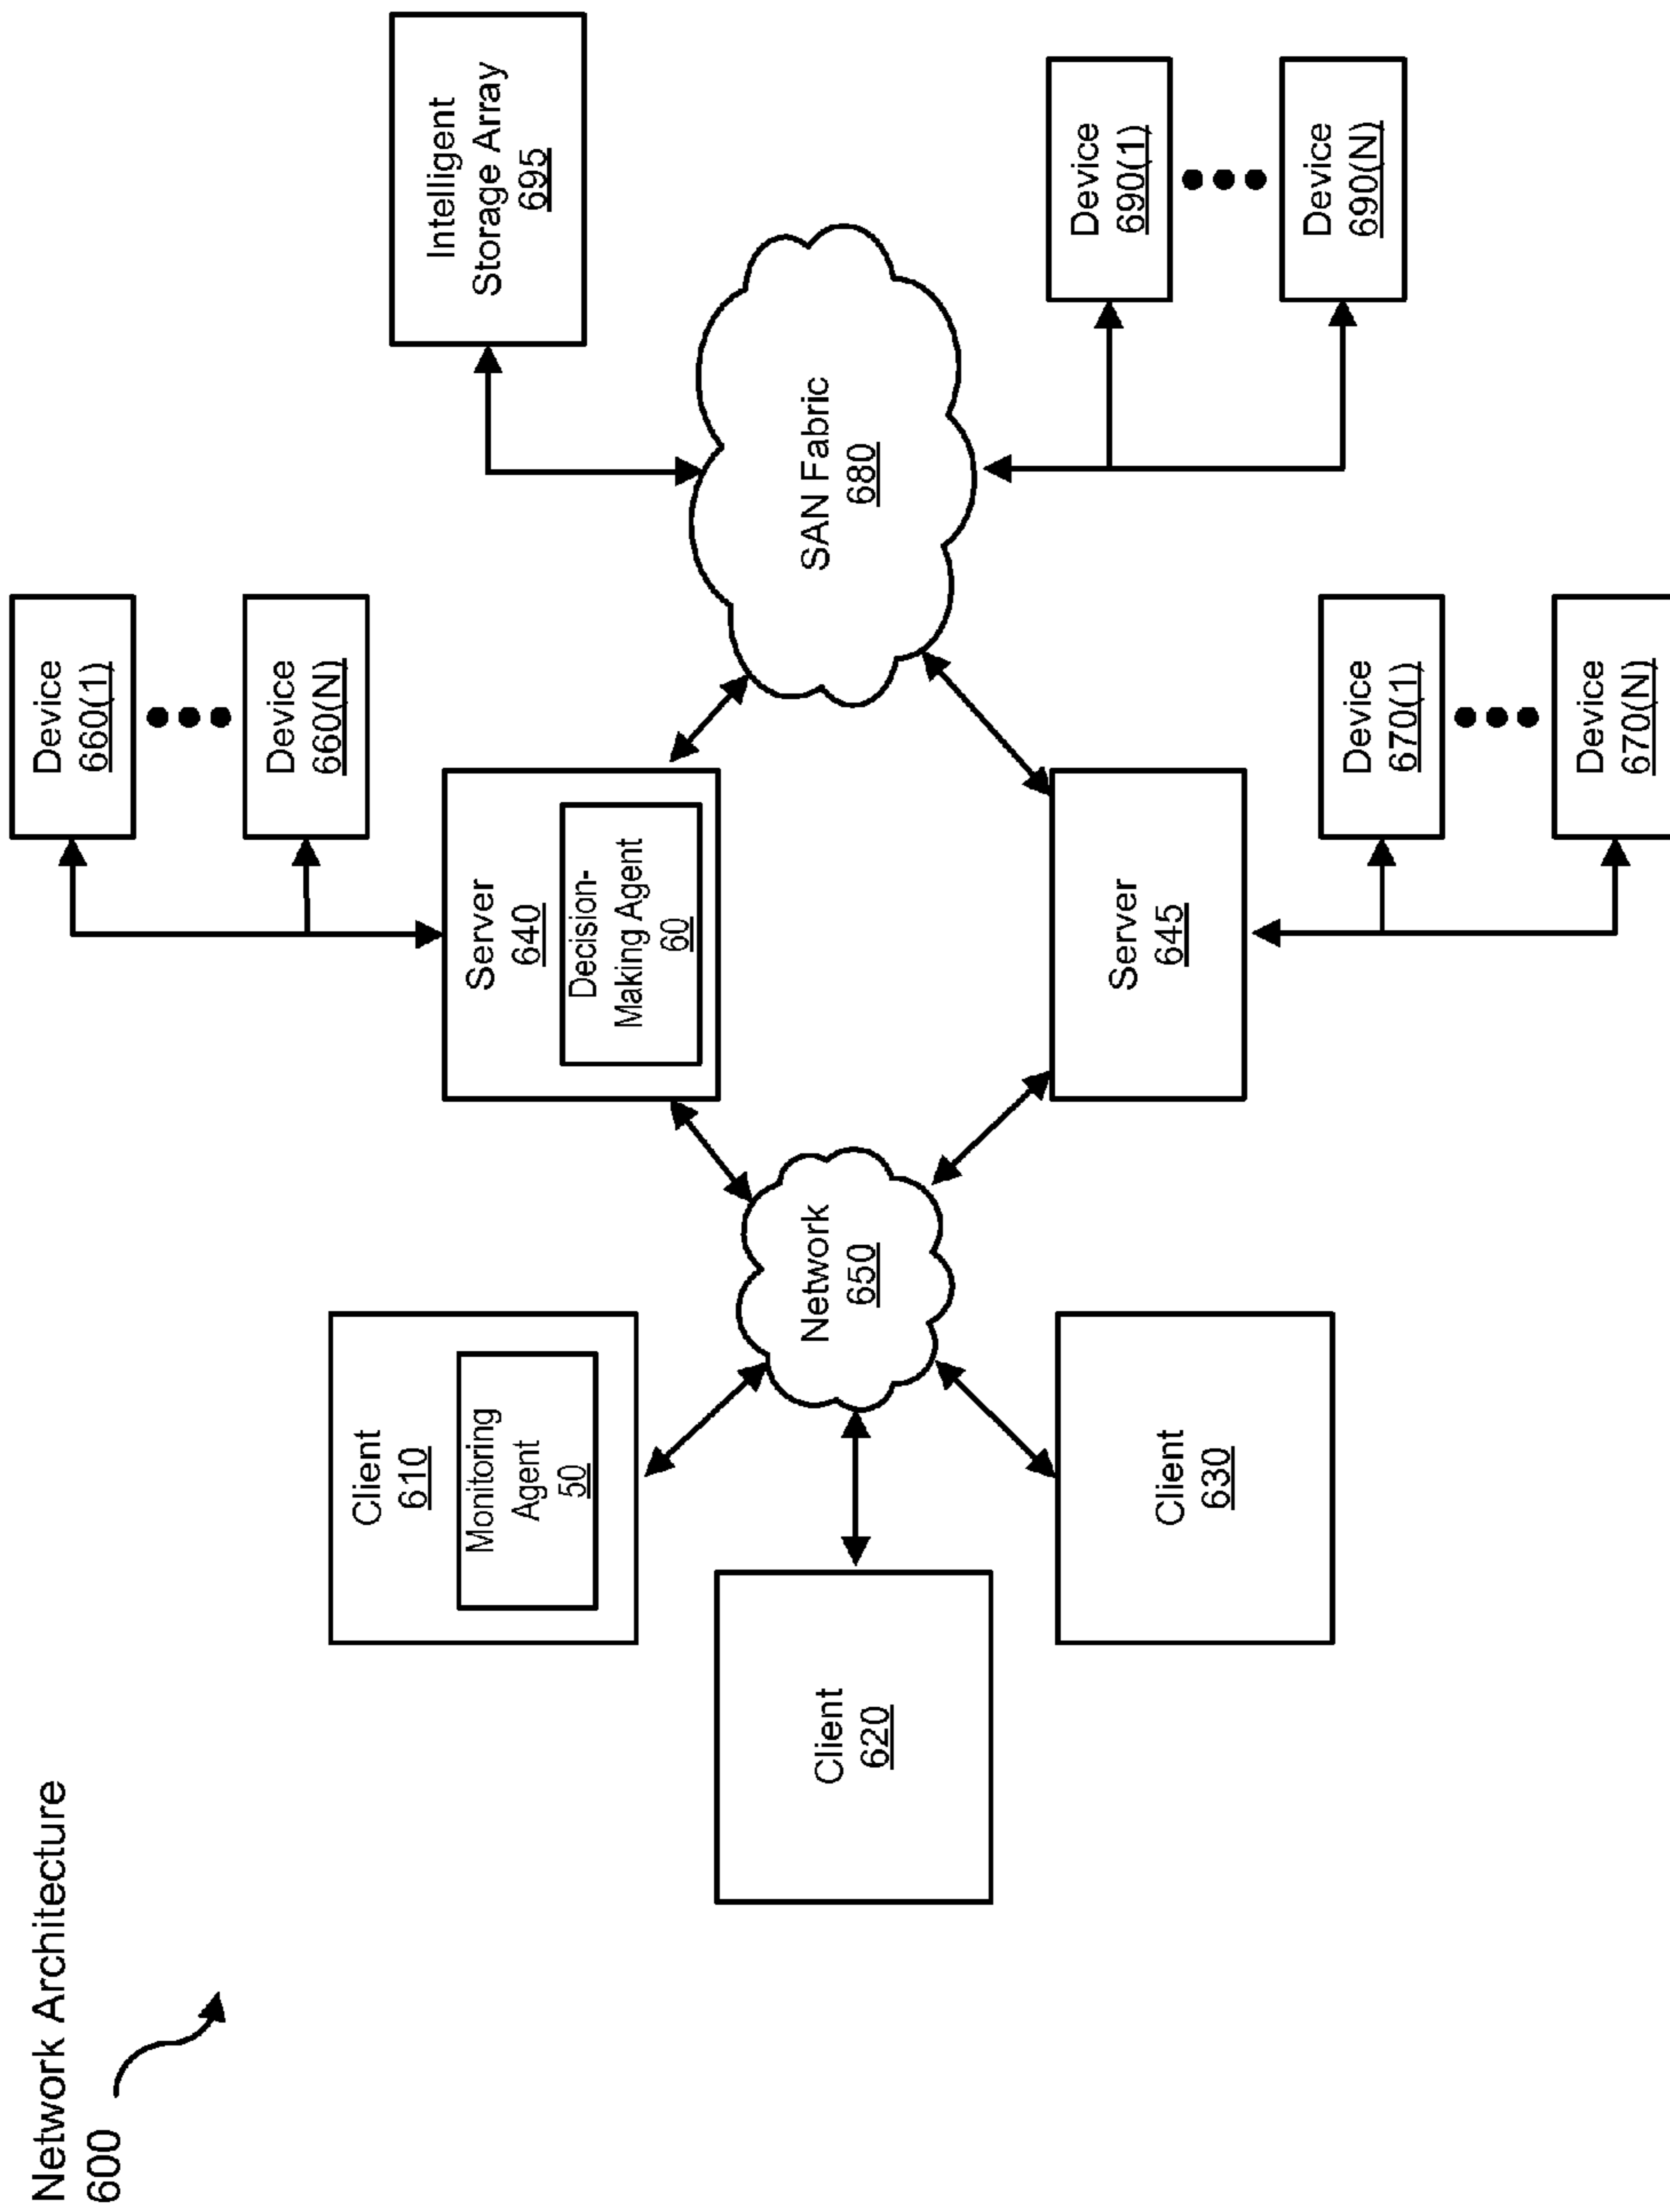 Network Architecture
600
Client
610
Monitoring
Agent
50
Client
620
Client
630
Network
650
Server
640
Decision-
Making Agent
60
Server
645
Device
660(1)
Device
660(N)
Device
670(1)
Device
670(N)
SAN Fabric
680
Intelligent
Storage Array
695
Device
690(1)
Device
690(N)